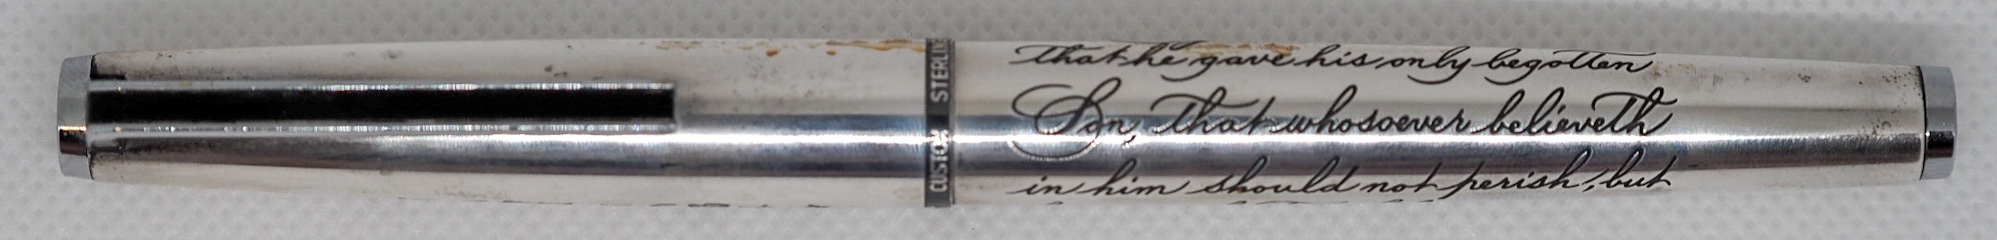 CUSTOM STERLING
that he gave his only begotten
Son, that whosoever believeth
in him should not perish, but